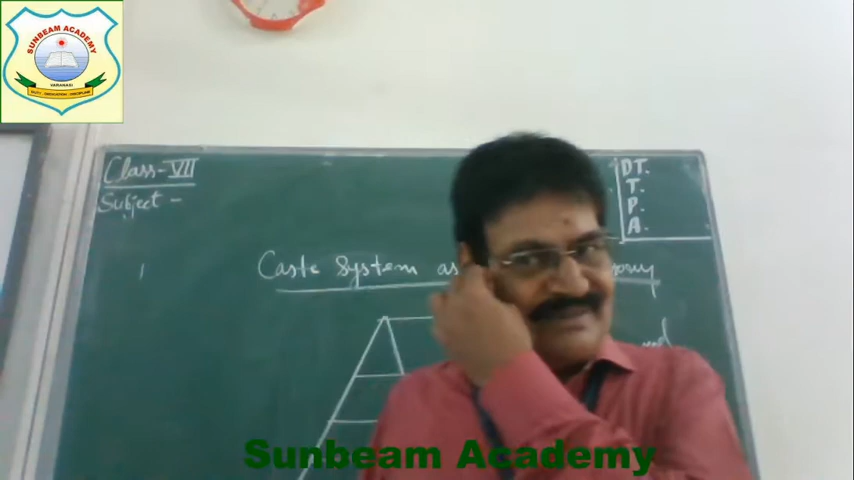 SUNBEAM ACADEMY
VARANASI
Class-VII
Subject -
DT.
T.
P.
A.
Caste System as
Sunbeam Academy